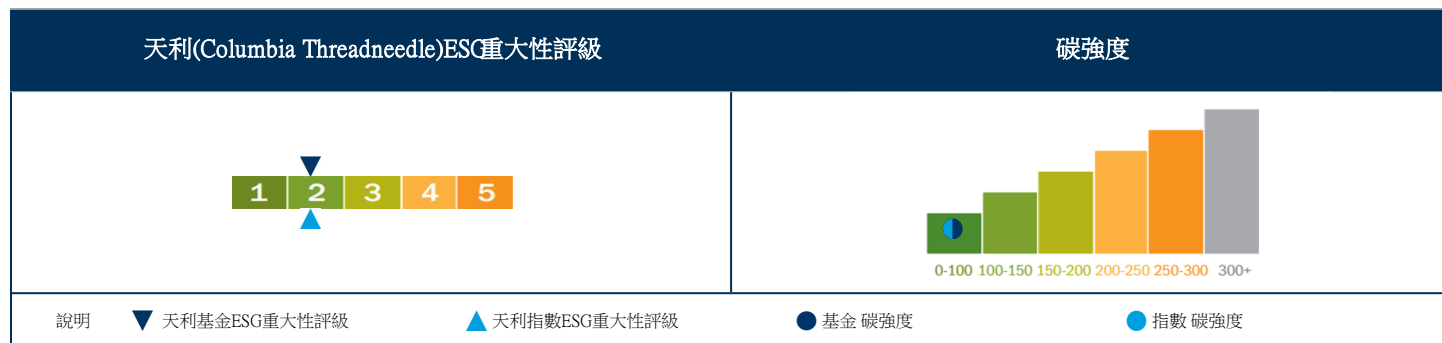 天利(Columbia Threadneedle)ESG重大性評級
碳強度
1 2 3 4 5
0-100 100-150 150-200 200-250 250-300 300+
說明 天利基金ESG重大性評級 天利指數ESG重大性評級 基金 碳強度 指數 碳強度